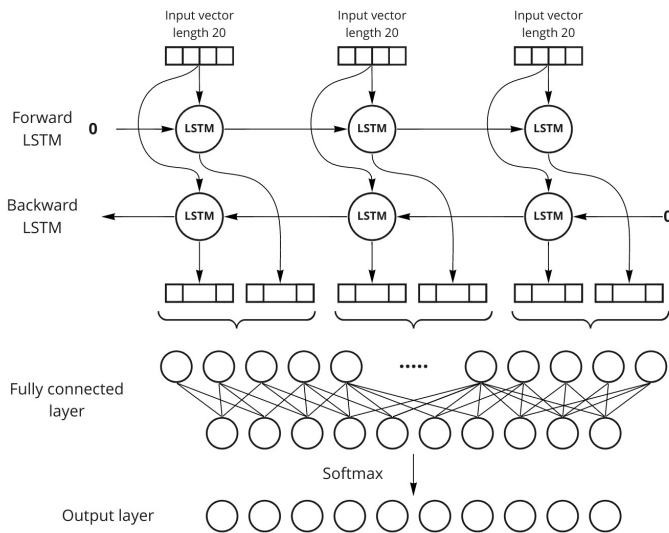 Input vector
length 20
Input vector
length 20
Input vector
length 20
Forward
LSTM
0
LSTM
LSTM
LSTM
Backward
LSTM
LSTM
LSTM
LSTM
0
.....
Fully connected
layer
Softmax
Output layer